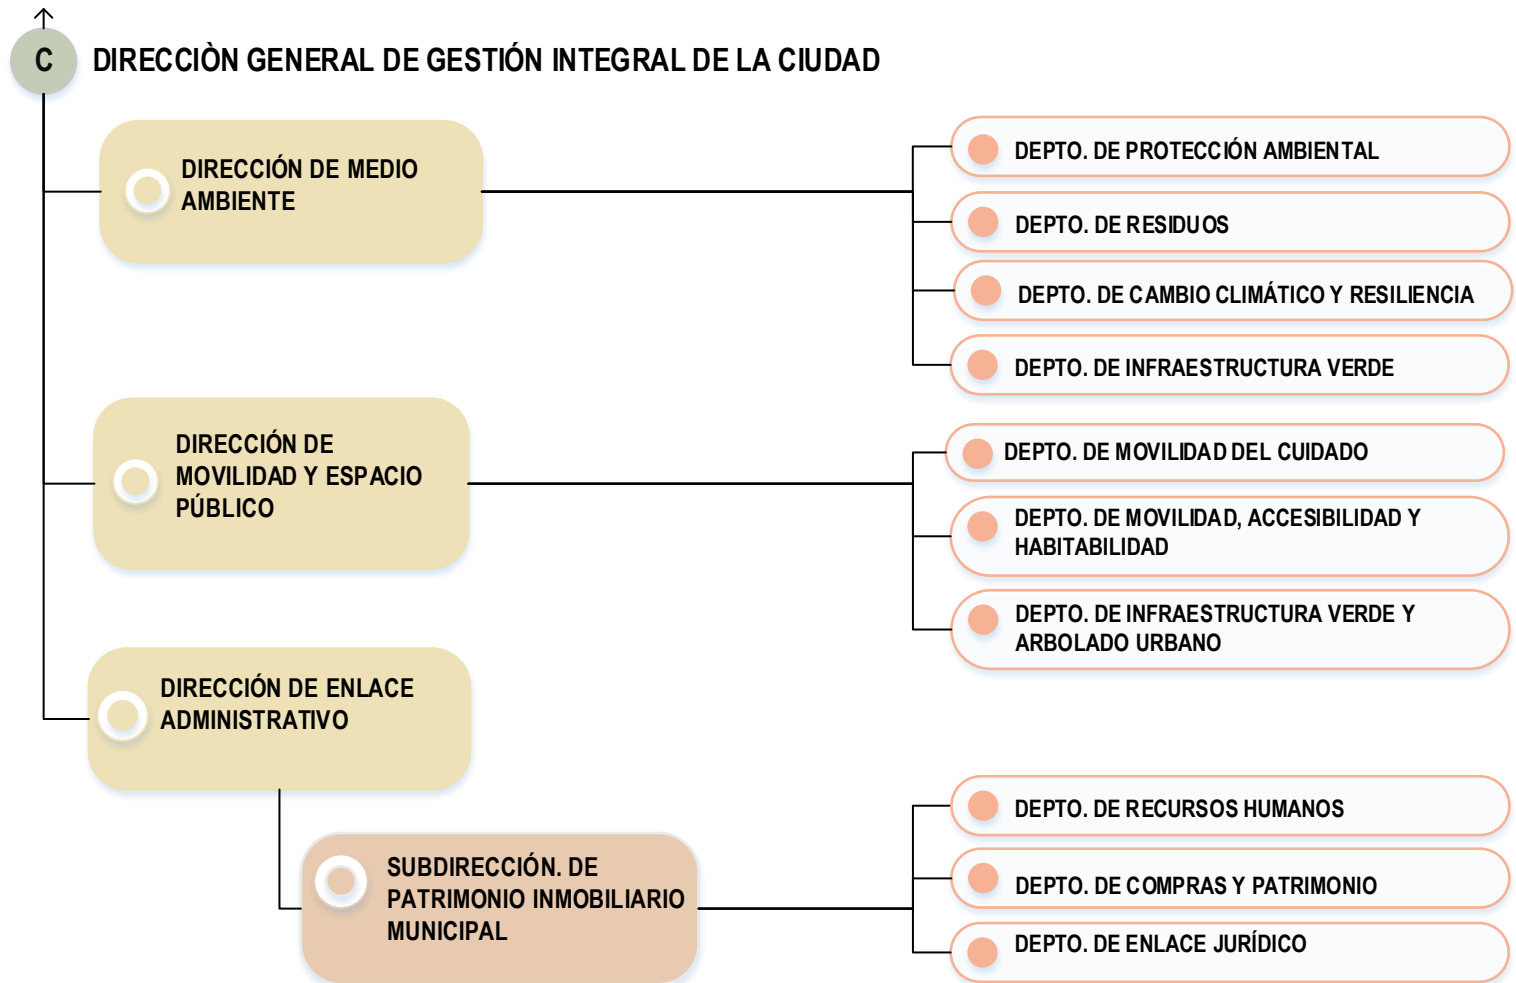 C DIRECCIÒN GENERAL DE GESTIÓN INTEGRAL DE LA CIUDAD
DIRECCIÓN DE MEDIO
AMBIENTE
DEPTO. DE PROTECCIÓN AMBIENTAL
DEPTO. DE RESIDUOS
DEPTO. DE CAMBIO CLIMÁTICO Y RESILIENCIA
DEPTO. DE INFRAESTRUCTURA VERDE
DIRECCIÓN DE
MOVILIDAD Y ESPACIO
PÚBLICO
DEPTO. DE MOVILIDAD DEL CUIDADO
DEPTO. DE MOVILIDAD, ACCESIBILIDAD Y
HABITABILIDAD
DEPTO. DE INFRAESTRUCTURA VERDE Y
ARBOLADO URBANO
DIRECCIÓN DE ENLACE
ADMINISTRATIVO
SUBDIRECCIÓN. DE
PATRIMONIO INMOBILIARIO
MUNICIPAL
DEPTO. DE RECURSOS HUMANOS
DEPTO. DE COMPRAS Y PATRIMONIO
DEPTO. DE ENLACE JURÍDICO